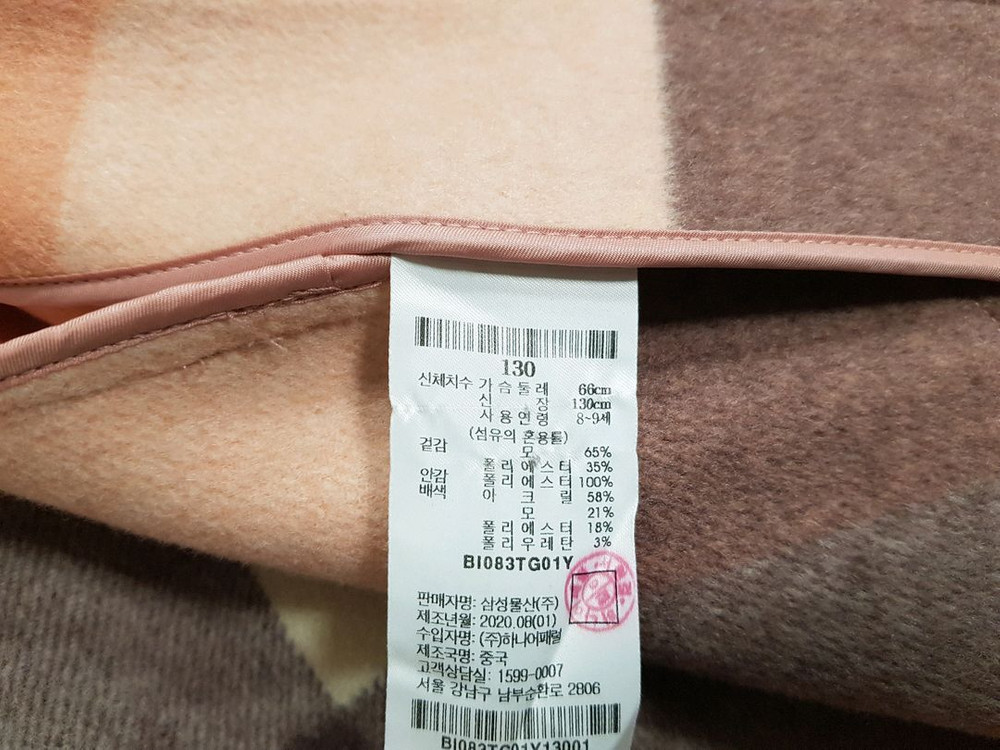 130
신체치수 가슴둘레 66cm
신장 130cm
사용연령 8~9세
(섬유의 혼용률)
겉감 모 65%
폴리에스터 35%
안감 폴리에스터 100%
배색 아크릴 58%
모 21%
폴리에스터 18%
폴리우레탄 3%
BI083TG01Y
판매자명: 삼성물산(주)
제조년월: 2020.08(01)
수입자명: (주)하니어패럴
제조국명: 중국
고객상담실: 1599-0007
서울 강남구 남부순환로 2806
BI083TG01Y13001